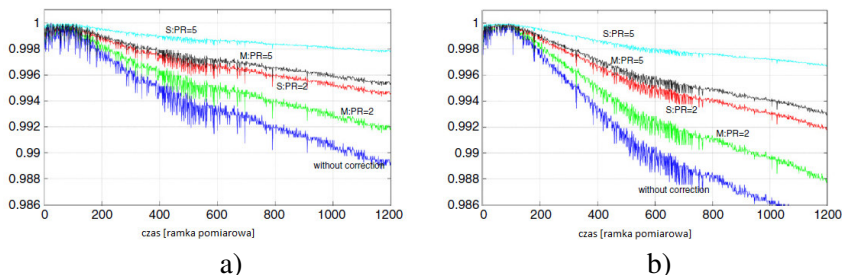 1
0.998
0.996
0.994
0.992
0.99
0.988
0.986
0 200 400 600 800 1000 1200
S:PR=5
M:PR=5
S:PR=2
M:PR=2
without correction
czas [ramka pomiarowa]
a)
1
0.998
0.996
0.994
0.992
0.99
0.988
0.986
0 200 400 600 800 1000 1200
S:PR=5
M:PR=5
S:PR=2
M:PR=2
without correction
czas [ramka pomiarowa]
b)